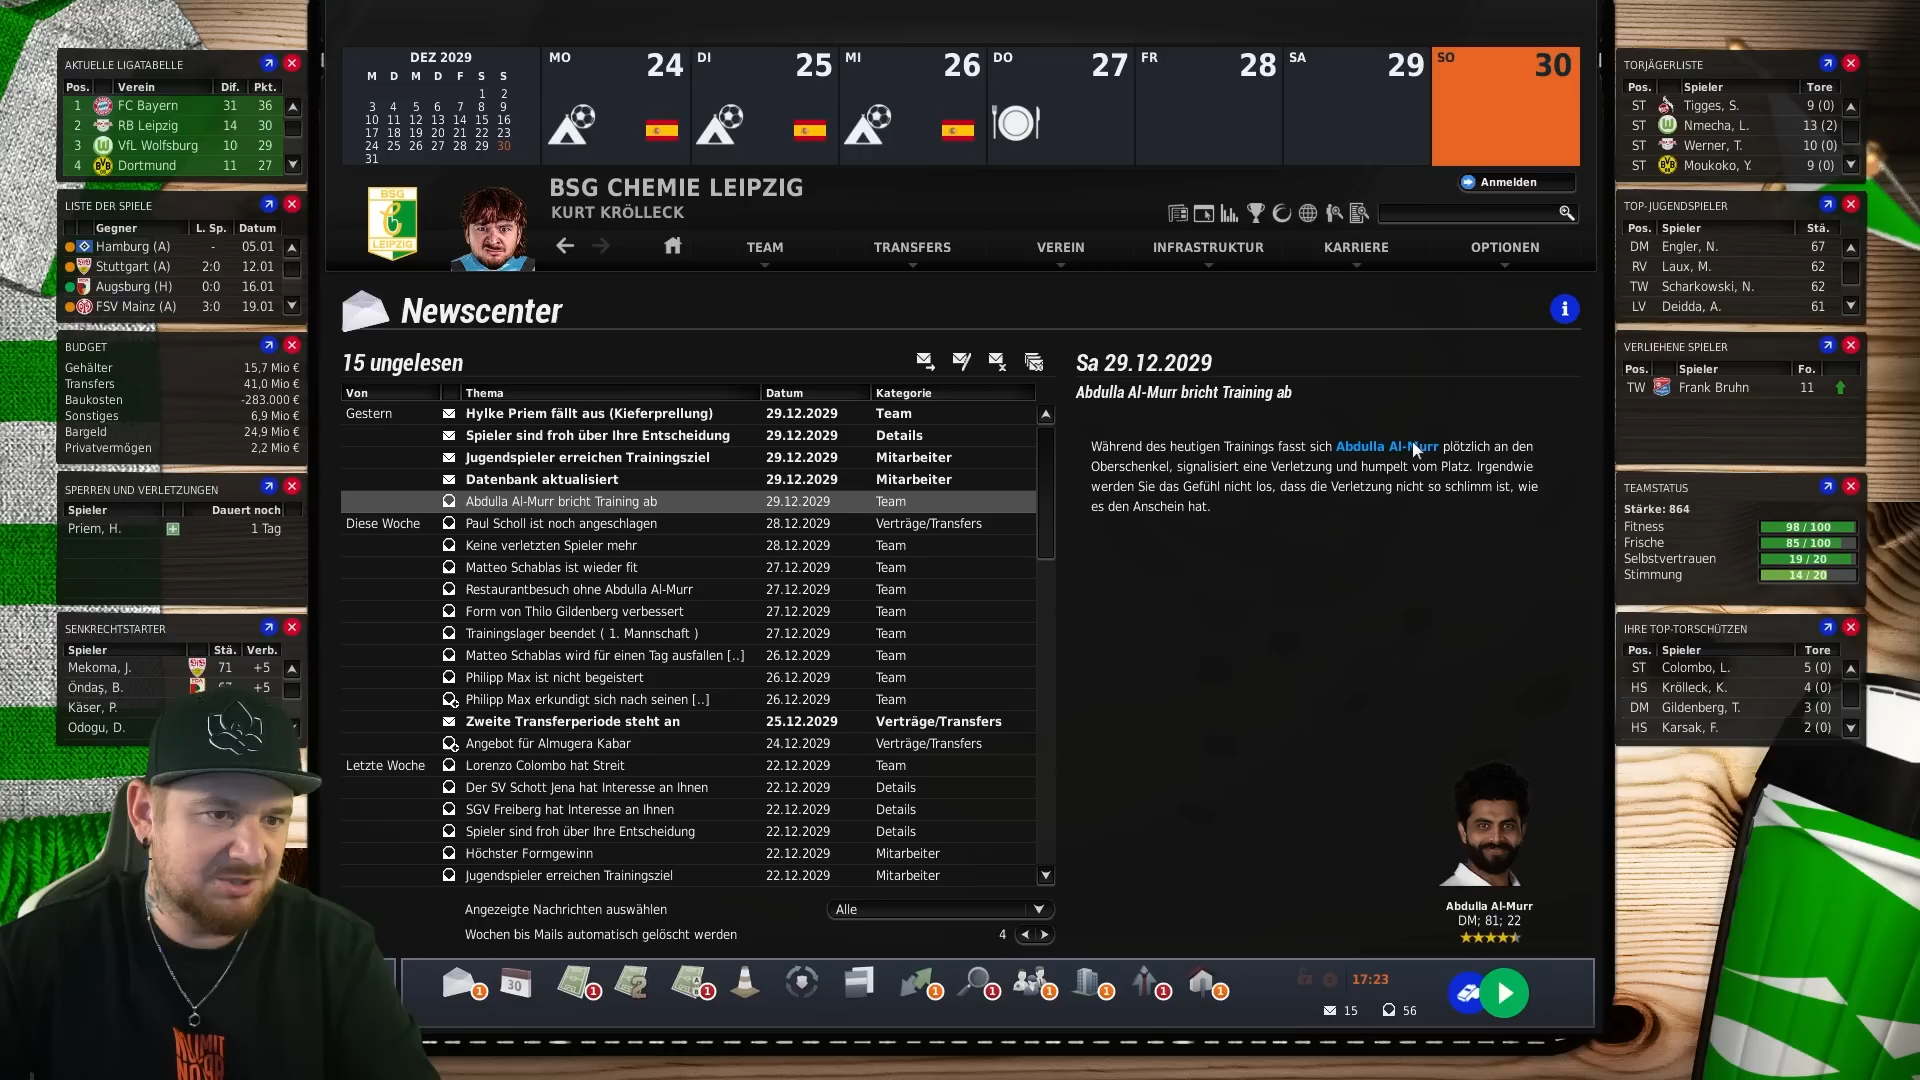 AKTUELLE LIGATABELLE
Pos. Verein Dif. Pkt.
1 FC Bayern 31 36
2 RB Leipzig 14 30
3 VfL Wolfsburg 10 29
4 Dortmund 11 27
LISTE DER SPIELE
Gegner L. Sp. Datum
Hamburg (A) - 05.01
Stuttgart (A) 2:0 12.01
Augsburg (H) 0:0 16.01
FSV Mainz (A) 3:0 19.01
BUDGET
Gehälter 15,7 Mio €
Transfers 41,0 Mio €
Baukosten -283.000 €
Sonstiges 6,9 Mio €
Bargeld 24,9 Mio €
Privatvermögen 2,2 Mio €
SPERREN UND VERLETZUNGEN
Spieler Dauert noch
Priem, H. 1 Tag
SENKRECHTSTARTER
Spieler Stä. Verb.
Mekoma, J. 71 +5
Öndaş, B. +5
Käser, P.
Odogu, D.
DEZ 2029
M D M D F S S
1 2
3 4 5 6 7 8 9
10 11 12 13 14 15 16
17 18 19 20 21 22 23
24 25 26 27 28 29 30
31
MO 24
DI 25
MI 26
DO 27
FR 28
SA 29
SO 30
BSG
LEIPZIG
BSG CHEMIE LEIPZIG
KURT KRÖLLECK
Anmelden
TEAM TRANSFERS VEREIN INFRASTRUKTUR KARRIERE OPTIONEN
Newscenter
i
15 ungelesen
Von Thema Datum Kategorie
Gestern Hylke Priem fällt aus (Kieferprellung) 29.12.2029 Team
Spieler sind froh über Ihre Entscheidung 29.12.2029 Details
Jugendspieler erreichen Trainingsziel 29.12.2029 Mitarbeiter
Datenbank aktualisiert 29.12.2029 Mitarbeiter
Abdulla Al-Murr bricht Training ab 29.12.2029 Team
Diese Woche Paul Scholl ist noch angeschlagen 28.12.2029 Verträge/Transfers
Keine verletzten Spieler mehr 28.12.2029 Team
Matteo Schablas ist wieder fit 27.12.2029 Team
Restaurantbesuch ohne Abdulla Al-Murr 27.12.2029 Team
Form von Thilo Gildenberg verbessert 27.12.2029 Team
Trainingslager beendet ( 1. Mannschaft ) 27.12.2029 Team
Matteo Schablas wird für einen Tag ausfallen [..] 26.12.2029 Team
Philipp Max ist nicht begeistert 26.12.2029 Team
Philipp Max erkundigt sich nach seinen [..] 26.12.2029 Team
Zweite Transferperiode steht an 25.12.2029 Verträge/Transfers
Angebot für Almugera Kabar 24.12.2029 Verträge/Transfers
Letzte Woche Lorenzo Colombo hat Streit 22.12.2029 Team
Der SV Schott Jena hat Interesse an Ihnen 22.12.2029 Details
SGV Freiberg hat Interesse an Ihnen 22.12.2029 Details
Spieler sind froh über Ihre Entscheidung 22.12.2029 Details
Höchster Formgewinn 22.12.2029 Mitarbeiter
Jugendspieler erreichen Trainingsziel 22.12.2029 Mitarbeiter
Angezeigte Nachrichten auswählen Alle
Wochen bis Mails automatisch gelöscht werden 4
Sa 29.12.2029
Abdulla Al-Murr bricht Training ab
Während des heutigen Trainings fasst sich Abdulla Al-Murr plötzlich an den
Oberschenkel, signalisiert eine Verletzung und humpelt vom Platz. Irgendwie
werden Sie das Gefühl nicht los, dass die Verletzung nicht so schlimm ist, wie
es den Anschein hat.
Abdulla Al-Murr
DM; 81; 22
1 30 1 2 1 1 1 1 1 1 1
17:23
15 56
TORJÄGERLISTE
Pos. Spieler Tore
ST Tigges, S. 9 (0)
ST Nmecha, L. 13 (2)
ST Werner, T. 10 (0)
ST Moukoko, Y. 9 (0)
TOP-JUGENDSPIELER
Pos. Spieler Stä.
DM Engler, N. 67
RV Laux, M. 62
TW Scharkowski, N. 62
LV Deidda, A. 61
VERLIEHENE SPIELER
Pos. Spieler Fo.
TW Frank Bruhn 11
TEAMSTATUS
Stärke: 864
Fitness 98 / 100
Frische 85 / 100
Selbstvertrauen 19 / 20
Stimmung 14 / 20
IHRE TOP-TORSCHÜTZEN
Pos. Spieler Tore
ST Colombo, L. 5 (0)
HS Krölleck, K. 4 (0)
DM Gildenberg, T. 3 (0)
HS Karsak, F. 2 (0)